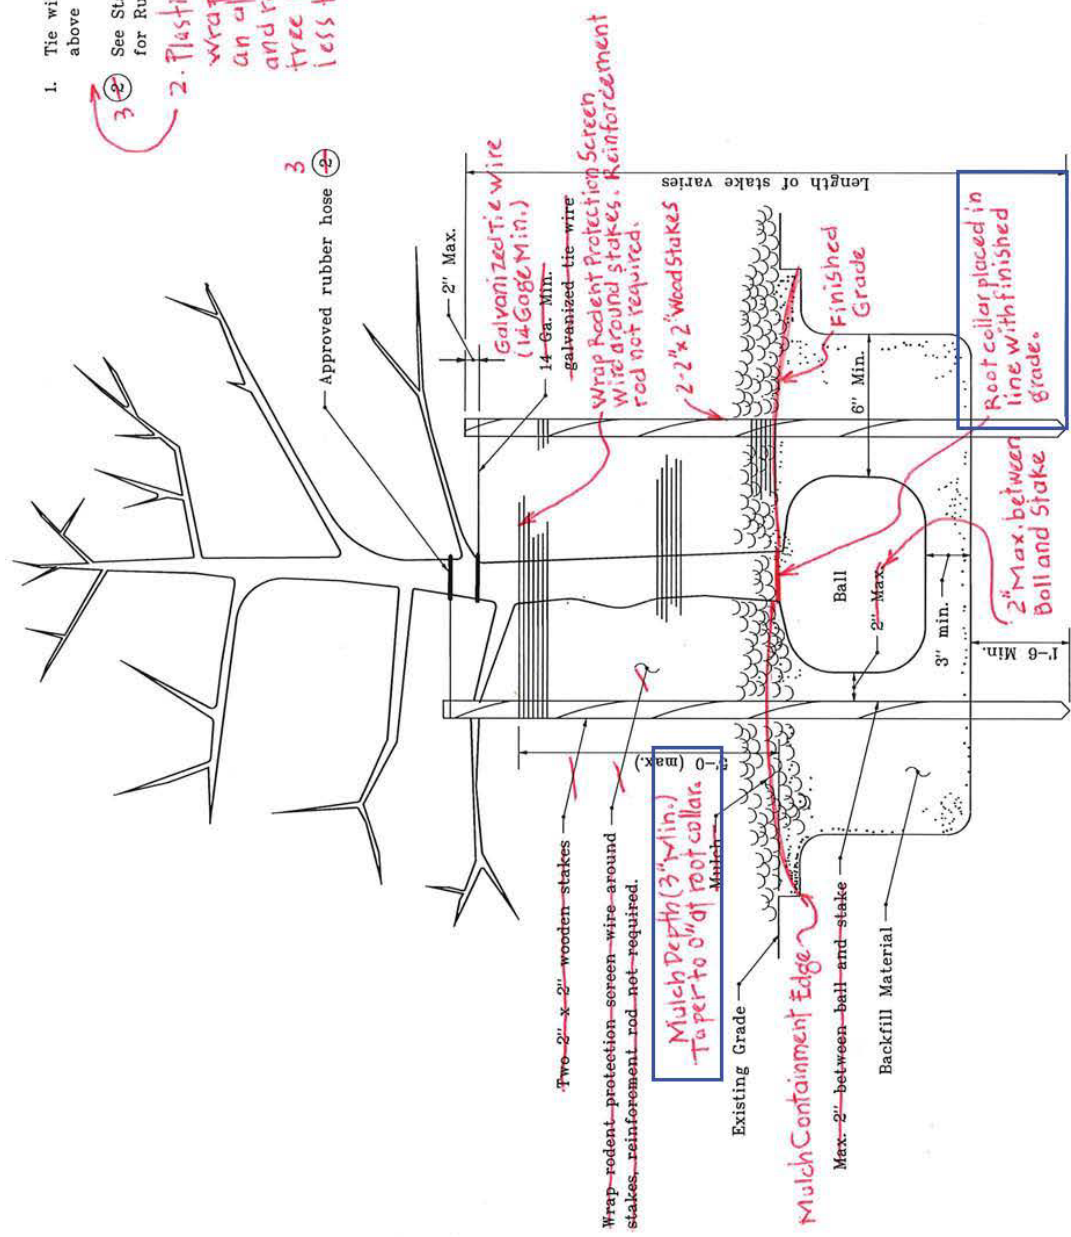 1. Tie wi
above
3 2 See St
for Ru
2. Plasti
wrap
an a
and r
tree
less t
3 2
Approved rubber hose
2" Max.
Galvanized Tie wire
(14 Gage Min.)
14 Ga. Min.
galvanized tie wire
Wrap Rodent Protection Screen
Wire around stakes. Reinforcement
rod not required.
2-2"x2" Wood Stakes
Length of stake varies
Finished
Grade
6" Min.
Root collar placed in
line with finished
grade.
Ball
2" Max.
3" min.
1'-6 Min.
2" Max. between
Ball and Stake
Two 2" x 2" wooden stakes
Wrap rodent protection screen wire around
stakes, reinforcement rod not required.
5'-0 (max.)
Mulch Depth (3" Min.)
Taper to 0" at root collar.
Mulch
Existing Grade
Mulch Containment Edge
Max. 2" between ball and stake
Backfill Material